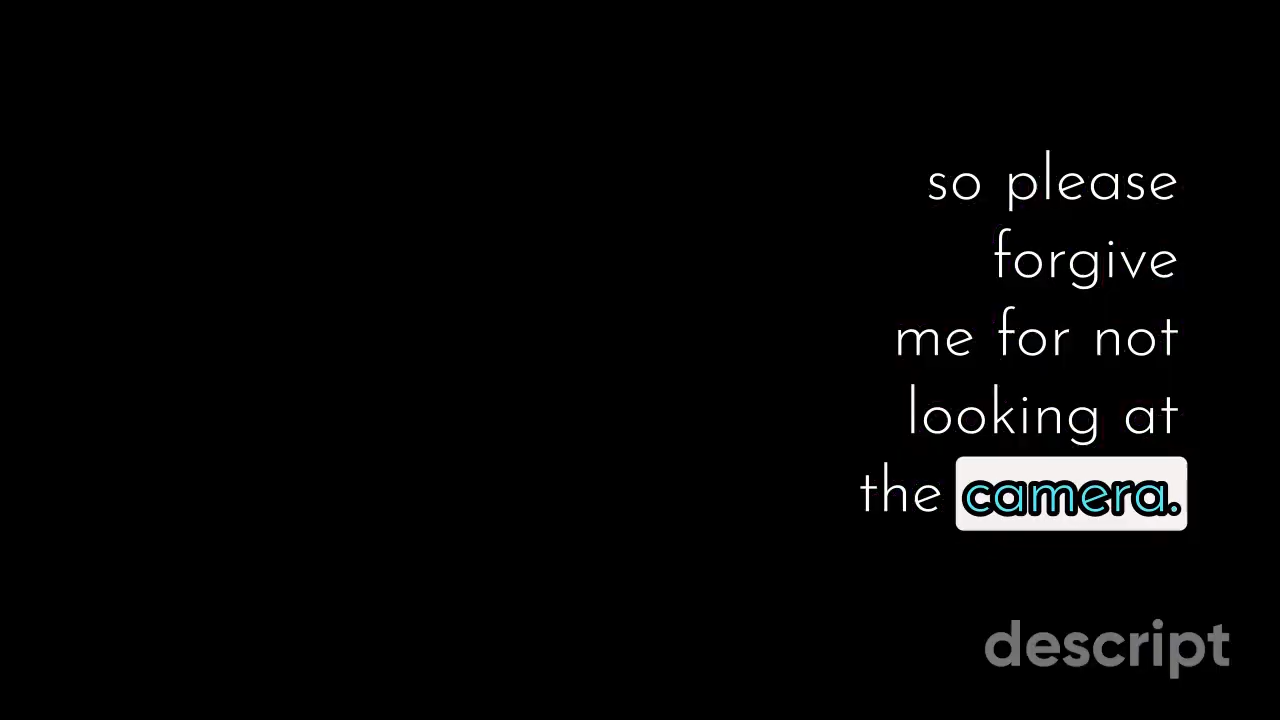 so please
forgive
me for not
looking at
the camera.
descript